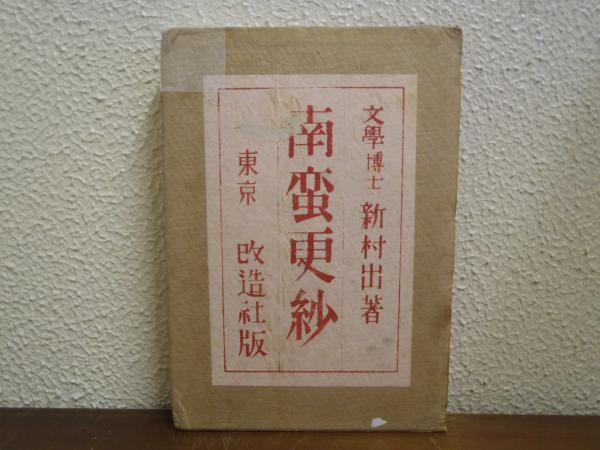 文學博士 新村出著
南蛮更紗
東京 改造社版